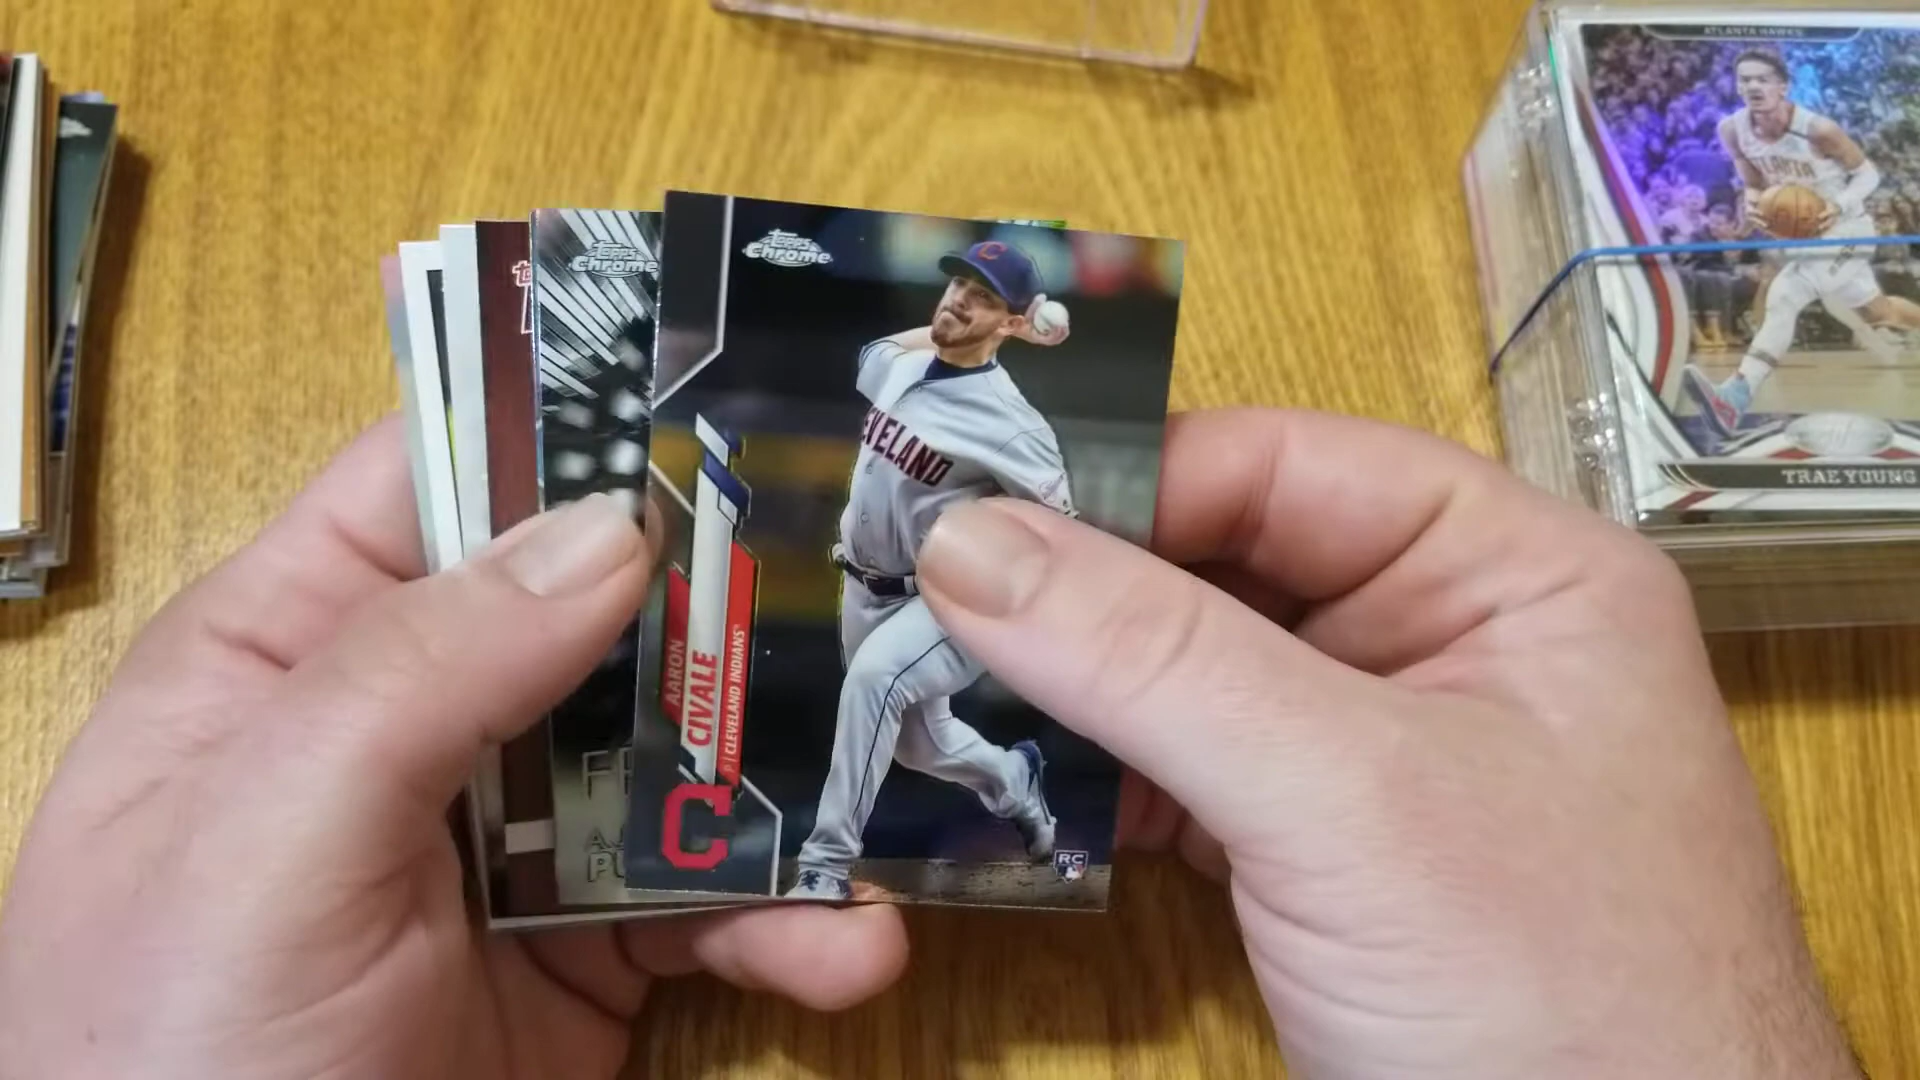 ATLANTA HAWKS
ATLANTA
TRAE YOUNG
Topps
Chrome
Topps
Chrome
CLEVELAND
AARON
CIVALE
P | CLEVELAND INDIANS
C
C
RC
A.J.